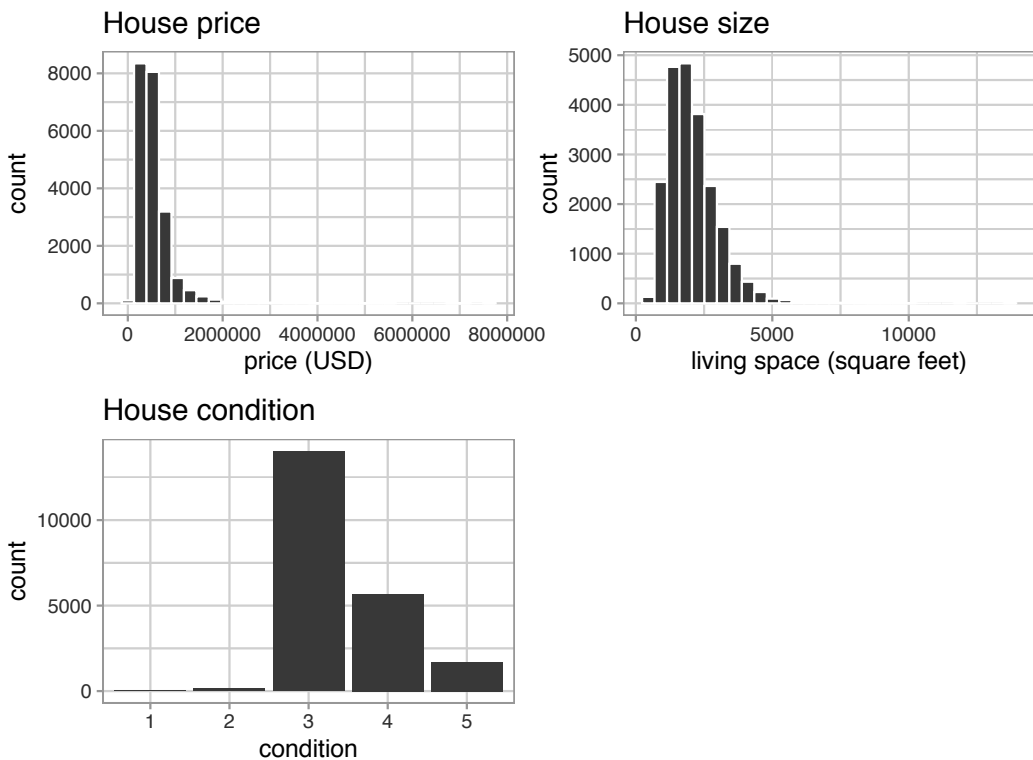 House price
8000
6000
4000
2000
0
count
0 2000000 4000000 6000000 8000000
price (USD)
House size
5000
4000
3000
2000
1000
0
count
0 5000 10000
living space (square feet)
House condition
10000
5000
0
count
1 2 3 4 5
condition